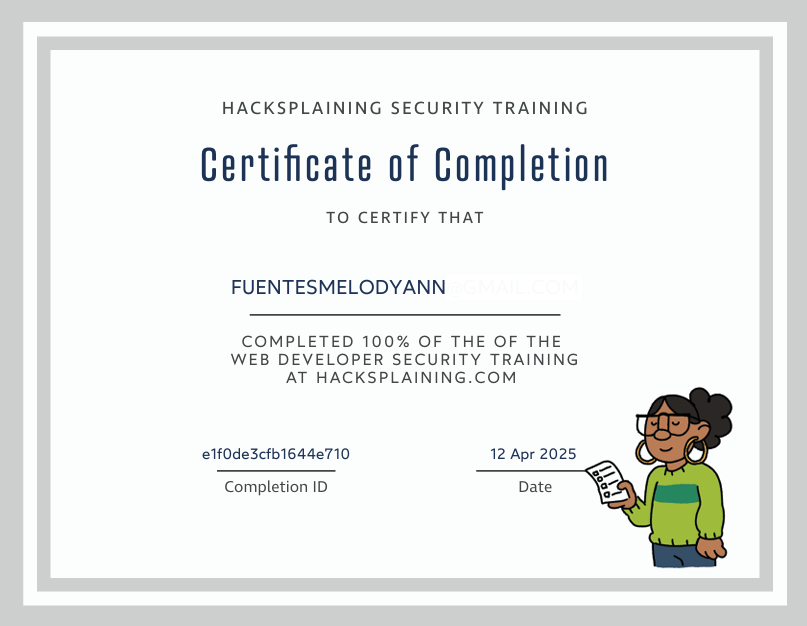 HACKSPLAINING SECURITY TRAINING
Certificate of Completion
TO CERTIFY THAT
FUENTESMELODYANN@GMAIL.COM
COMPLETED 100% OF THE OF THE
WEB DEVELOPER SECURITY TRAINING
AT HACKSPLAINING.COM
e1f0de3cfb1644e710
12 Apr 2025
Completion ID
Date